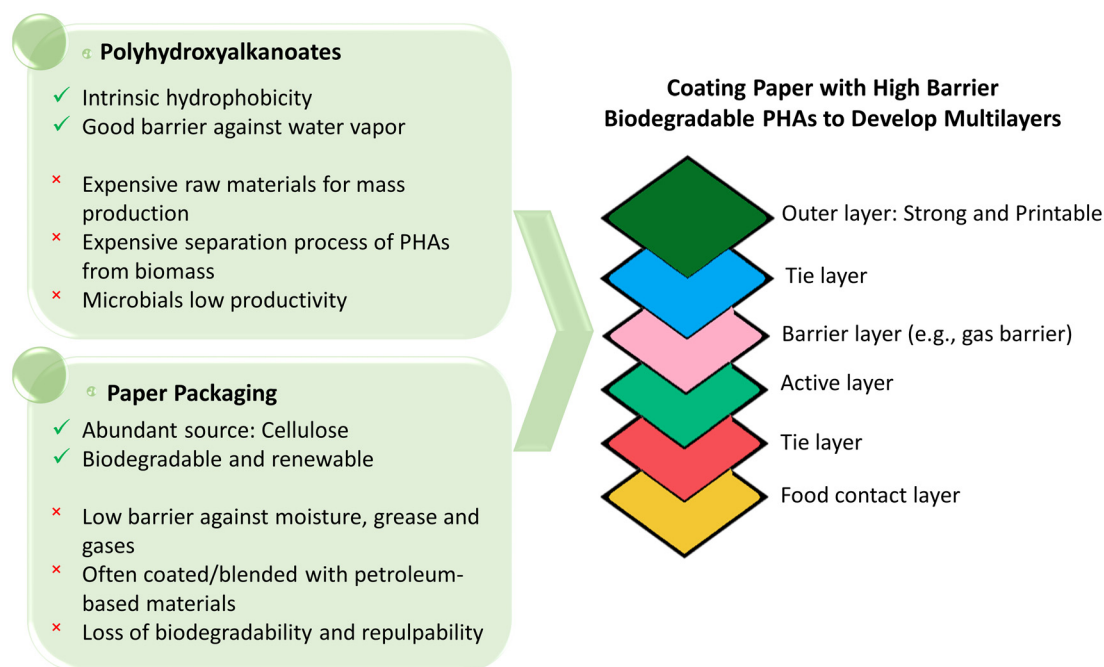 Polyhydroxyalkanoates
✓ Intrinsic hydrophobicity
✓ Good barrier against water vapor
× Expensive raw materials for mass
production
× Expensive separation process of PHAs
from biomass
× Microbials low productivity
Paper Packaging
✓ Abundant source: Cellulose
✓ Biodegradable and renewable
× Low barrier against moisture, grease and
gases
× Often coated/blended with petroleum-
based materials
× Loss of biodegradability and repulpability
Coating Paper with High Barrier
Biodegradable PHAs to Develop Multilayers
Outer layer: Strong and Printable
Tie layer
Barrier layer (e.g., gas barrier)
Active layer
Tie layer
Food contact layer